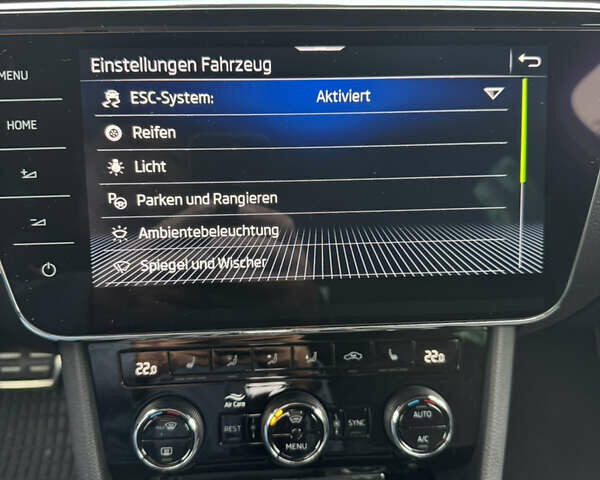 Einstellungen Fahrzeug
MENU
ESC-System: Aktiviert
HOME
Reifen
Licht
Parken und Rangieren
Ambientebeleuchtung
Spiegel und Wischer
22.0
22.0
Air Care
REST
MENU
SYNC
AUTO
A/C